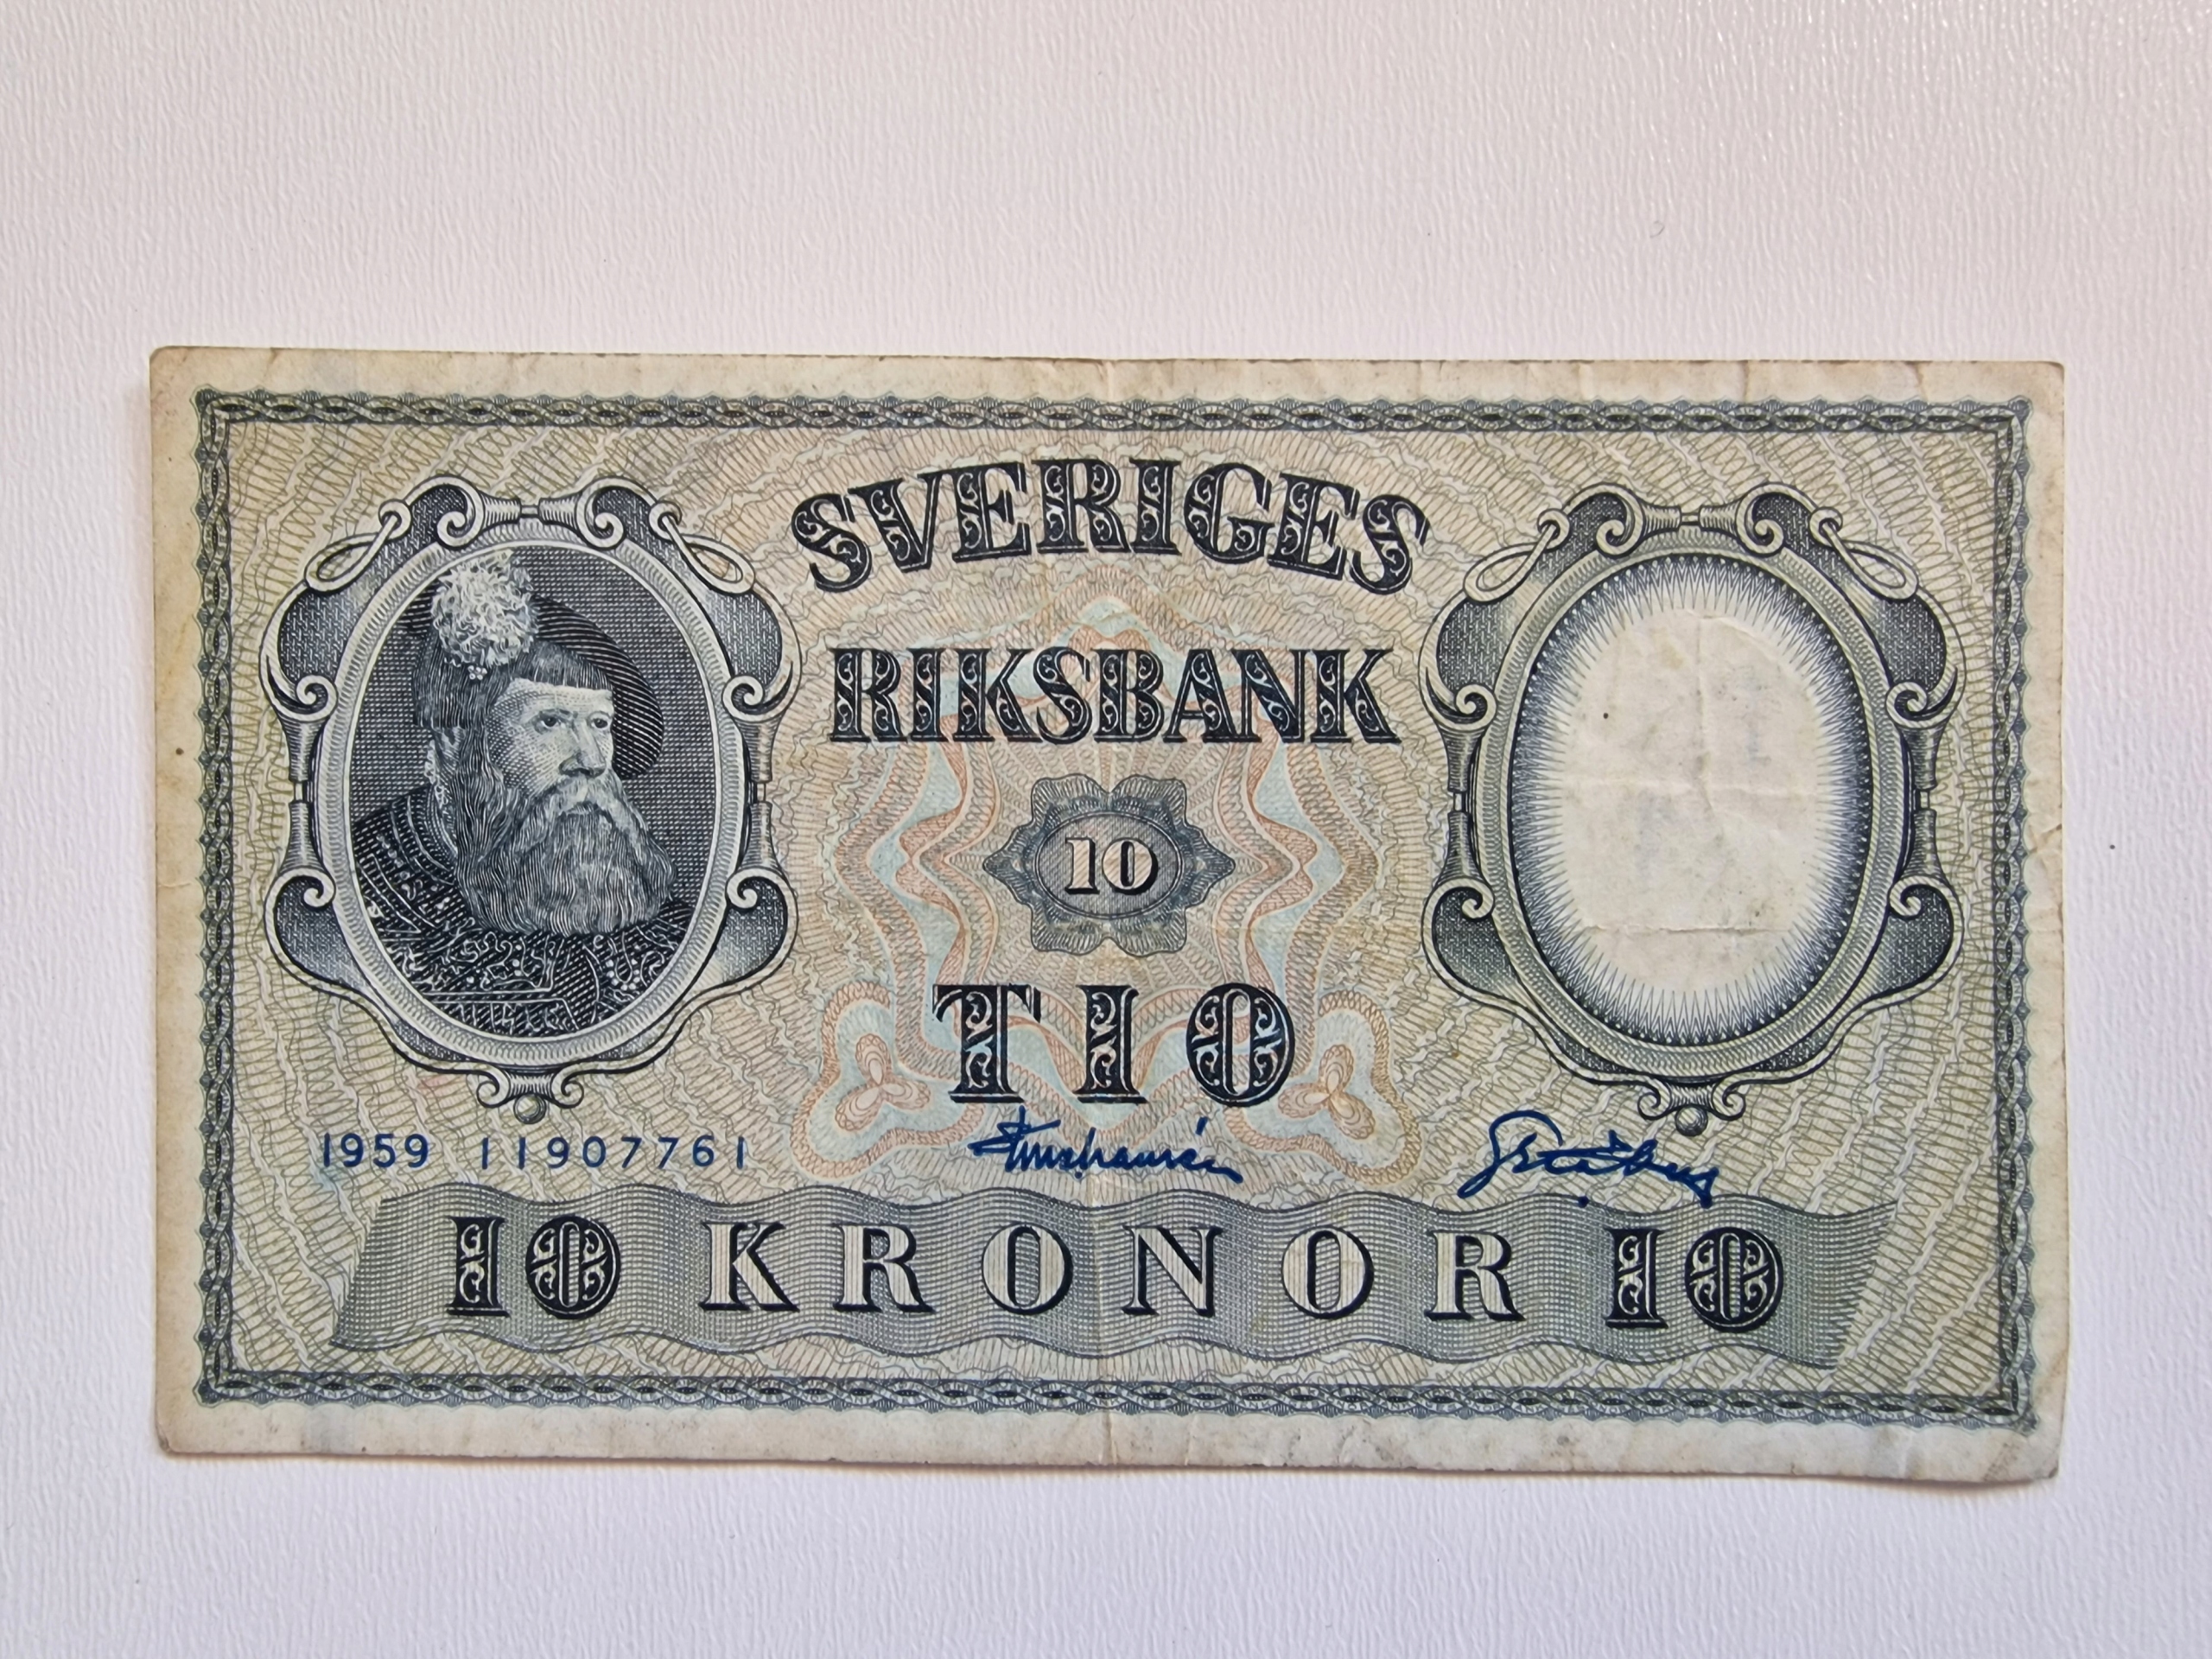 SVERIGES
RIKSBANK
10
TIO
1959 11907761
10 KRONOR 10